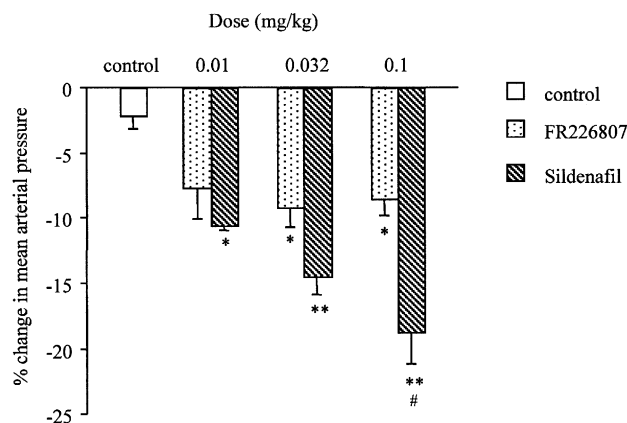 Dose (mg/kg)
control 0.01 0.032 0.1
0
-5
-10
-15
-20
-25
% change in mean arterial pressure
*
*
**
*
**
#
control
FR226807
Sildenafil